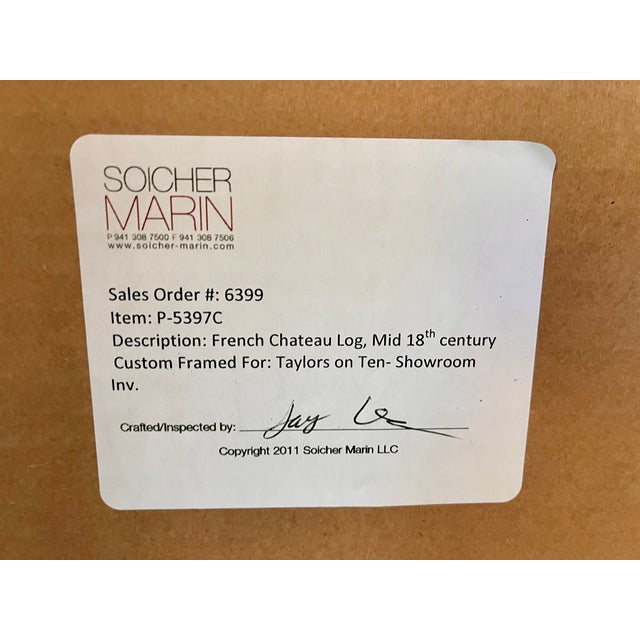 SOICHER
MARIN
P 941 308 7500 F 941 308 7506
www.soicher-marin.com
Sales Order #: 6399
Item: P-5397C
Description: French Chateau Log, Mid 18th century
Custom Framed For: Taylors on Ten- Showroom
Inv.
Crafted/Inspected by: Jay
Copyright 2011 Soicher Marin LLC